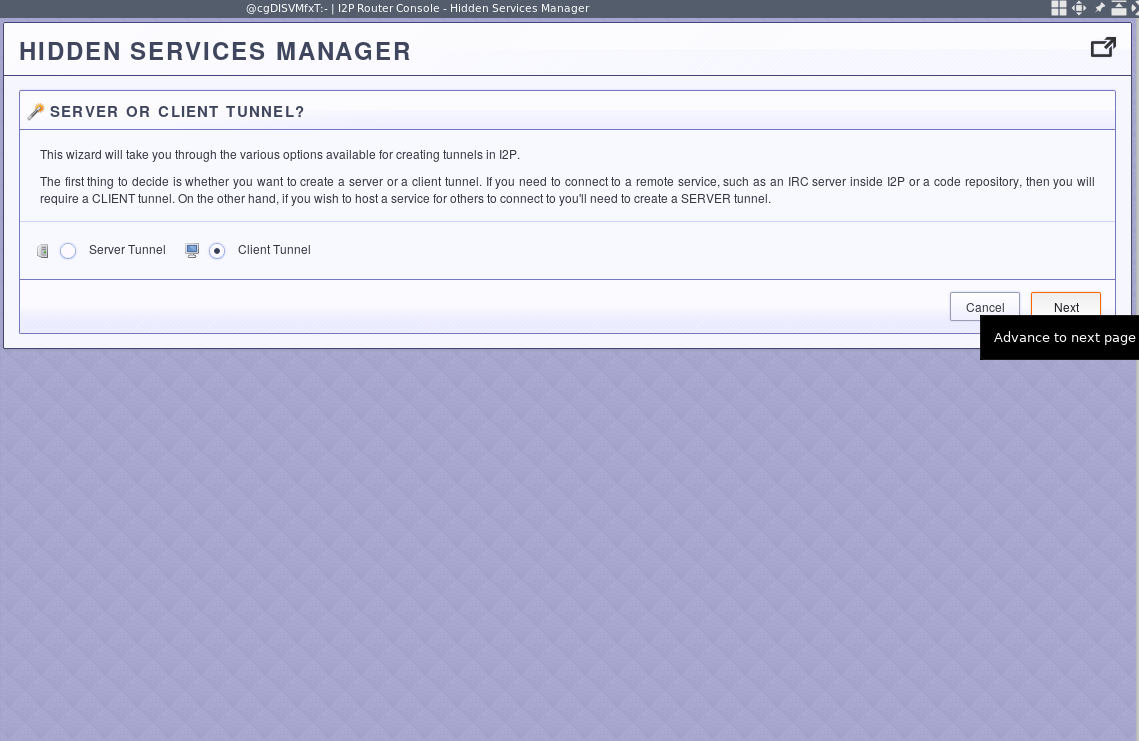 @cgDISVMfxT:- | I2P Router Console - Hidden Services Manager
HIDDEN SERVICES MANAGER
SERVER OR CLIENT TUNNEL?
This wizard will take you through the various options available for creating tunnels in I2P.
The first thing to decide is whether you want to create a server or a client tunnel. If you need to connect to a remote service, such as an IRC server inside I2P or a code repository, then you will
require a CLIENT tunnel. On the other hand, if you wish to host a service for others to connect to you'll need to create a SERVER tunnel.
Server Tunnel Client Tunnel
Cancel Next
Advance to next page